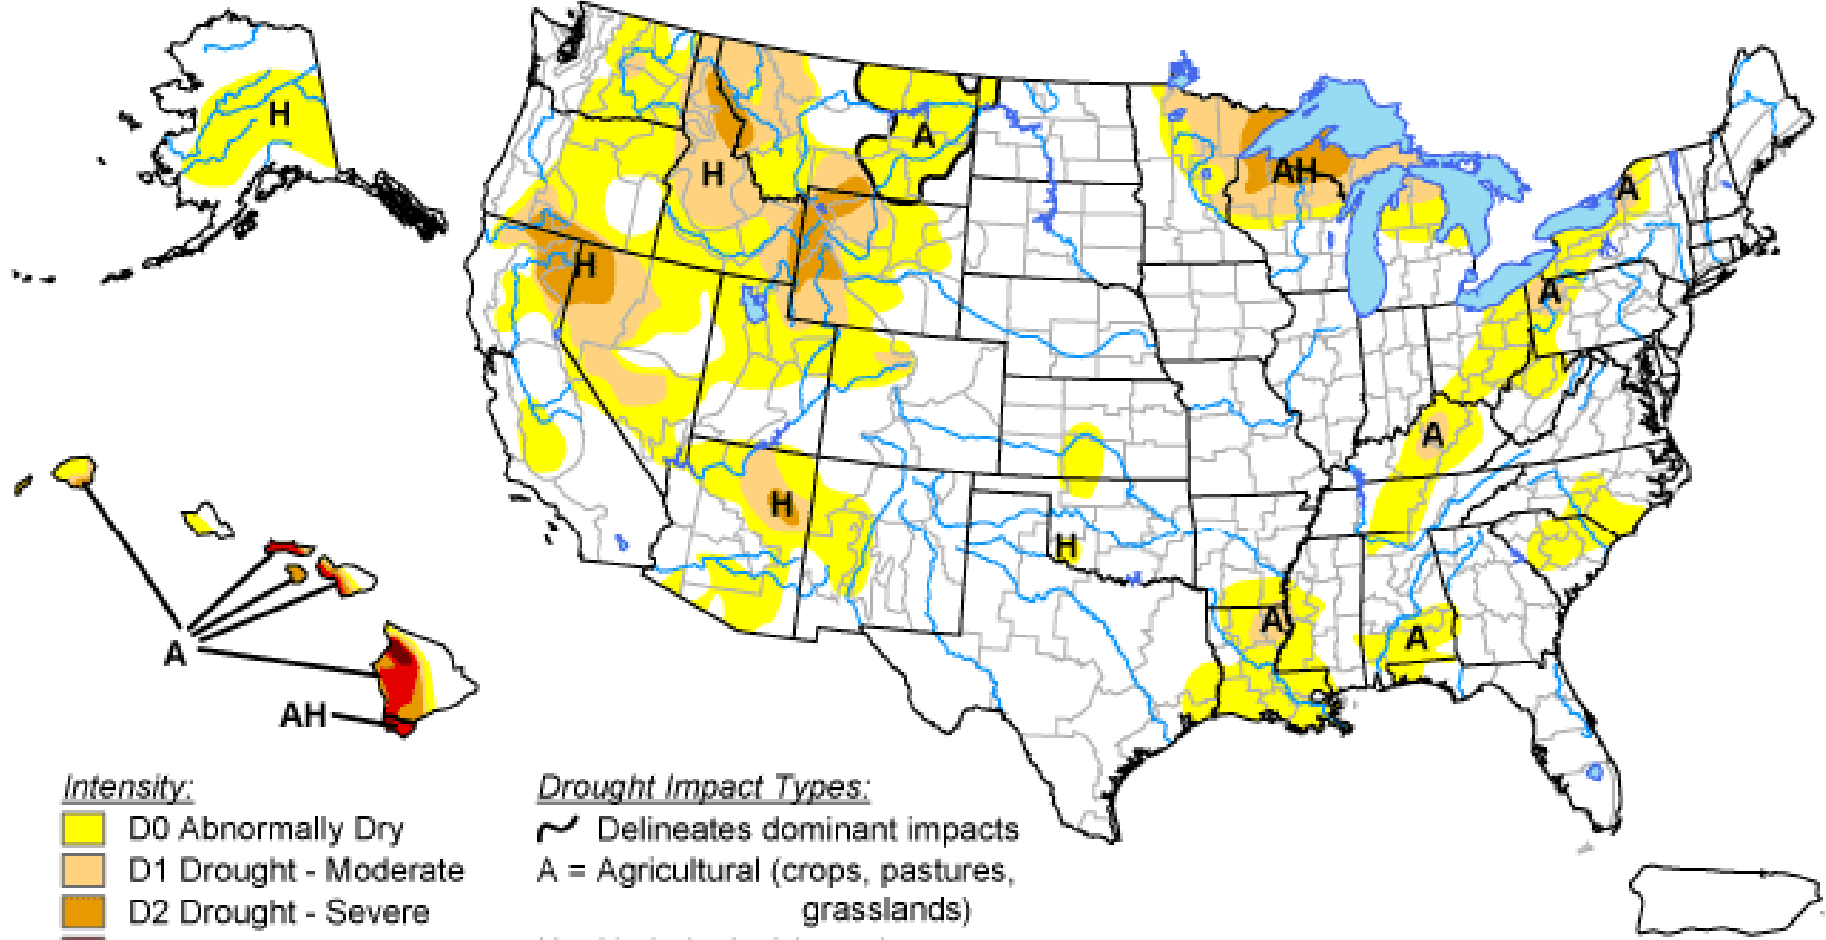 H
A
H
AH
A
H
A
A
H
H
A
A
A
AH
Intensity:
D0 Abnormally Dry
D1 Drought - Moderate
D2 Drought - Severe
Drought Impact Types:
Delineates dominant impacts
A = Agricultural (crops, pastures,
grasslands)